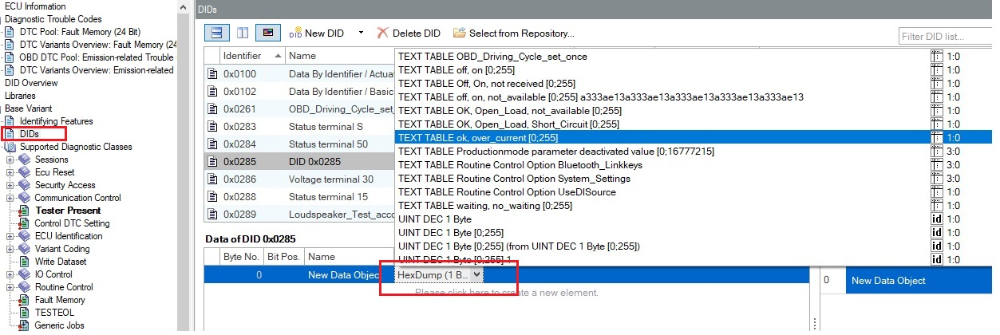 ECU Information
Diagnostic Trouble Codes
DTC Pool: Fault Memory (24 Bit)
DTC Variants Overview: Fault Memory (24
OBD DTC Pool: Emission-related Trouble
DTC Variants Overview: Emission-related
DID Overview
Libraries
Base Variant
Identifying Features
DIDs
Supported Diagnostic Classes
Sessions
Ecu Reset
Security Access
Communication Control
Tester Present
Control DTC Setting
ECU Identification
Variant Coding
Write Dataset
IO Control
Routine Control
Fault Memory
TESTEOL
Generic Jobs
DIDs
DID New DID Delete DID Select from Repository...
Filter DID list...
Identifier Name
0x0100 Data By Identifier / Actua
0x0102 Data By Identifier / Basic
0x0261 OBD_Driving_Cycle_set_
0x0283 Status terminal S
0x0284 Status terminal 50
0x0285 DID 0x0285
0x0286 Voltage terminal 30
0x0288 Status terminal 15
0x0289 Loudspeaker_Test_acco
TEXT TABLE OBD_Driving_Cycle_set_once 1:0
TEXT TABLE off, on [0;255] 1:0
TEXT TABLE Off, On, not received [0;255] 1:0
TEXT TABLE off, on, not_available [0;255] a333ae13a333ae13a333ae13a333ae13a333ae13 1:0
TEXT TABLE OK, Open_Load, not_available [0;255] 1:0
TEXT TABLE OK, Open_Load, Short_Circuit [0;255] 1:0
TEXT TABLE ok, over_current [0;255] 1:0
TEXT TABLE Productionmode parameter deactivated value [0;16777215] 3:0
TEXT TABLE Routine Control Option Bluetooth_Linkkeys 3:0
TEXT TABLE Routine Control Option System_Settings 3:0
TEXT TABLE Routine Control Option UseDISource 1:0
TEXT TABLE waiting, no_waiting [0;255] 1:0
UINT DEC 1 Byte id 1:0
UINT DEC 1 Byte [0;255] id 1:0
UINT DEC 1 Byte [0;255] (from UINT DEC 1 Byte [0;255]) id 1:0
UINT DEC 1 Byte [0;255] 1 id 1:0
Data of DID 0x0285
Byte No. Bit Pos. Name
0 0 New Data Object HexDump (1 B...
Please click here to create a new element.
0 New Data Object